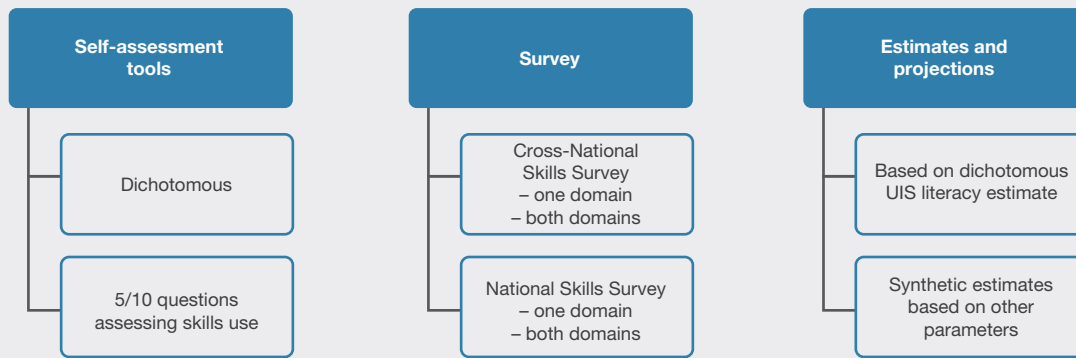 Self-assessment
tools
Dichotomous
5/10 questions
assessing skills use
Survey
Cross-National
Skills Survey
– one domain
– both domains
National Skills Survey
– one domain
– both domains
Estimates and
projections
Based on dichotomous
UIS literacy estimate
Synthetic estimates
based on other
parameters